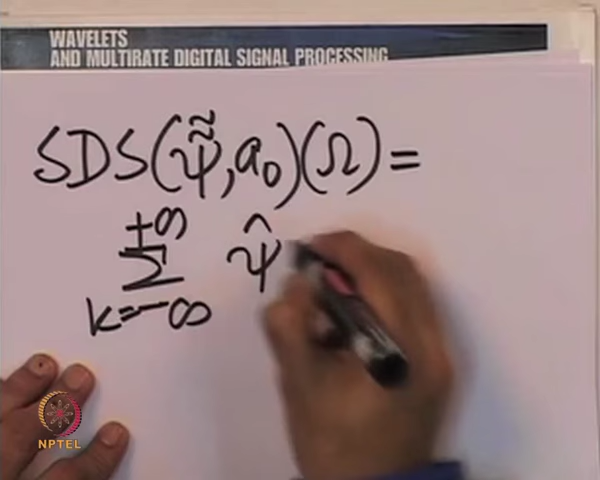 WAVELETS
AND MULTIRATE DIGITAL SIGNAL PROCESSING
SDS(ψ̃̃,a₀)(Ω)=
+∞
Σ ψ̂
k=-∞
NPTEL